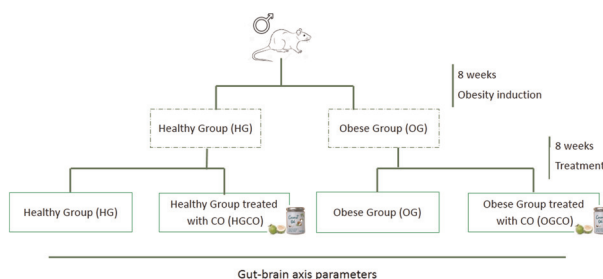 8 weeks
Obesity induction
Healthy Group (HG)
Obese Group (OG)
8 weeks
Treatment
Healthy Group (HG)
Healthy Group treated
with CO (HGCO)
Obese Group (OG)
Obese Group treated
with CO (OGCO)
Gut-brain axis parameters